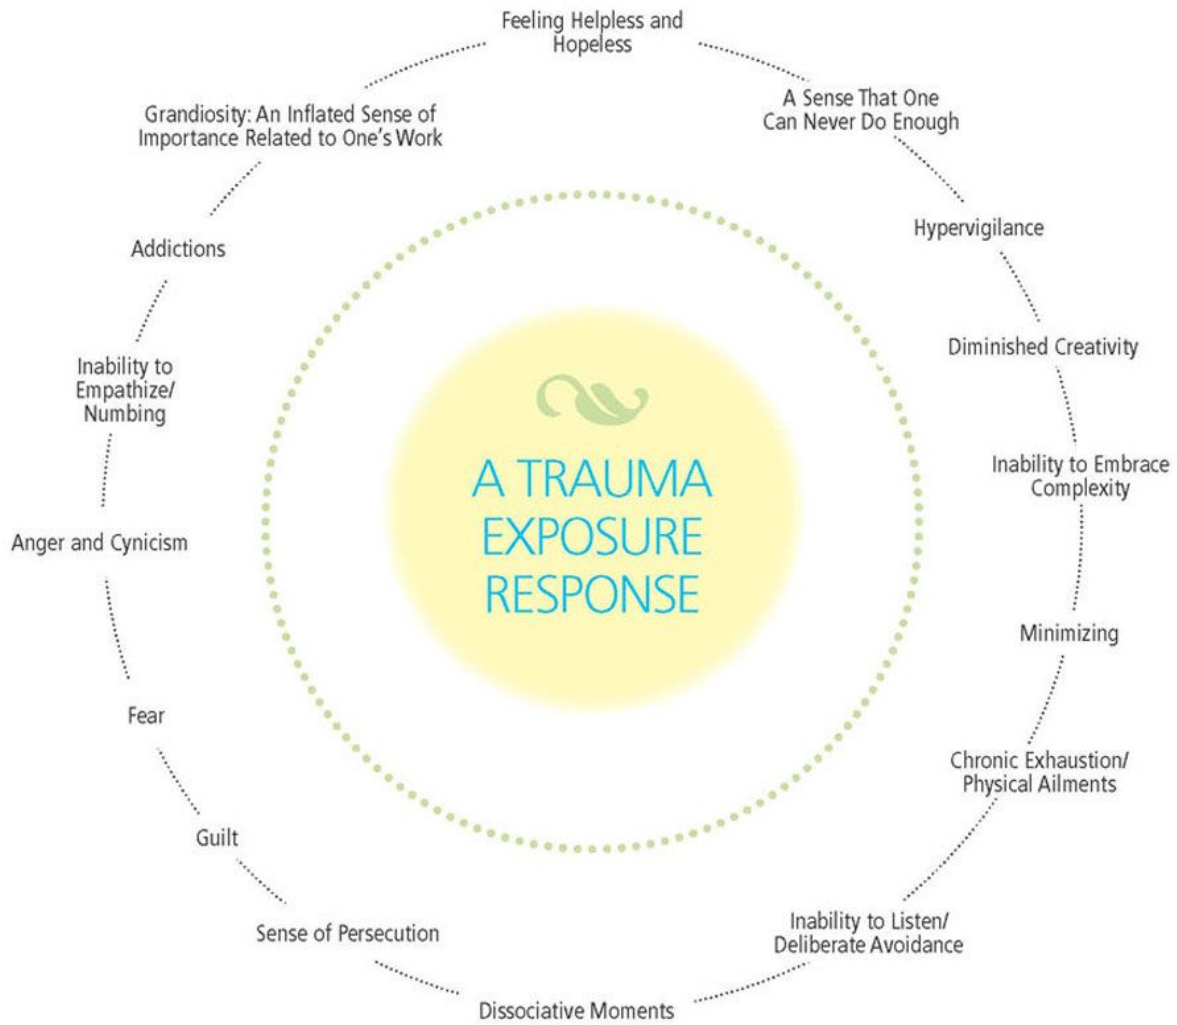 Feeling Helpless and
Hopeless
A Sense That One
Can Never Do Enough
Hypervigilance
Diminished Creativity
Inability to Embrace
Complexity
Minimizing
Chronic Exhaustion/
Physical Ailments
Inability to Listen/
Deliberate Avoidance
Dissociative Moments
Sense of Persecution
Guilt
Fear
Anger and Cynicism
Inability to
Empathize/
Numbing
Addictions
Grandiosity: An Inflated Sense of
Importance Related to One's Work
A TRAUMA
EXPOSURE
RESPONSE